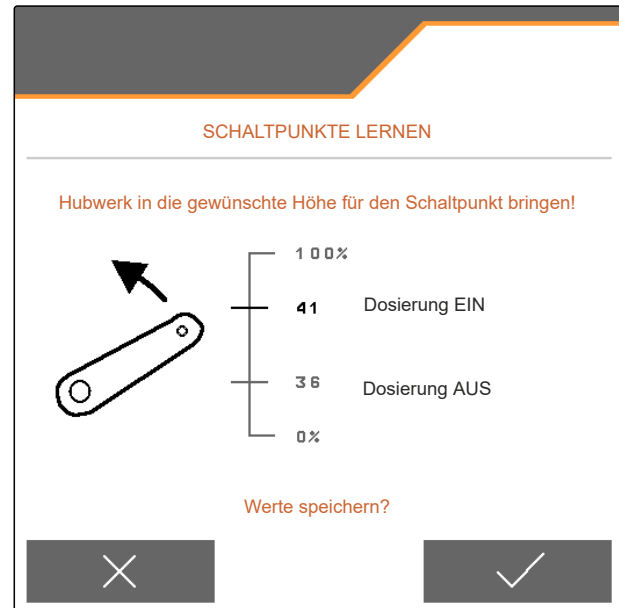 SCHALTPUNKTE LERNEN
Hubwerk in die gewünschte Höhe für den Schaltpunkt bringen!
100%
41 Dosierung EIN
36 Dosierung AUS
0%
Werte speichern?